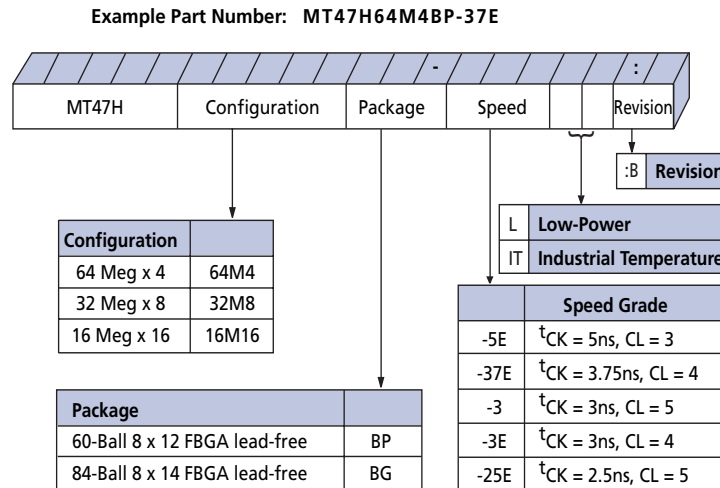 Example Part Number: MT47H64M4BP-37E
- :
MT47H Configuration Package Speed Revision
:B Revision
L Low-Power
IT Industrial Temperature
Configuration
64 Meg x 4 64M4
32 Meg x 8 32M8
16 Meg x 16 16M16
Package
60-Ball 8 x 12 FBGA lead-free BP
84-Ball 8 x 14 FBGA lead-free BG
Speed Grade
-5E tCK = 5ns, CL = 3
-37E tCK = 3.75ns, CL = 4
-3 tCK = 3ns, CL = 5
-3E tCK = 3ns, CL = 4
-25E tCK = 2.5ns, CL = 5